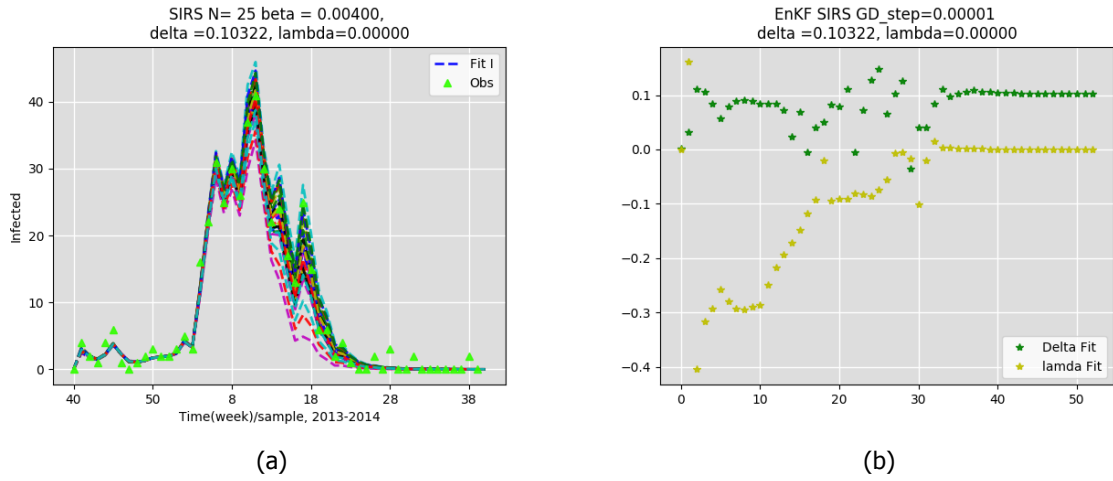 SIRS N= 25 beta = 0.00400,
delta =0.10322, lambda=0.00000
Infected
40
30
20
10
0
Fit I
Obs
40 50 8 18 28 38
Time(week)/sample, 2013-2014
(a)
EnKF SIRS GD_step=0.00001
delta =0.10322, lambda=0.00000
0.1
0.0
−0.1
−0.2
−0.3
−0.4
Delta Fit
lamda Fit
0 10 20 30 40 50
(b)